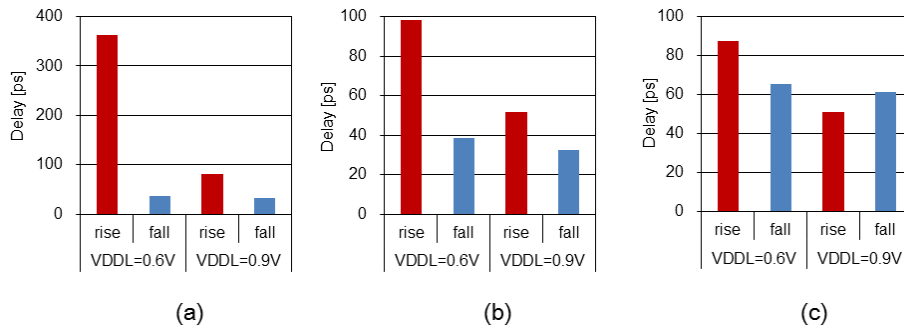 400
300
200
100
0
Delay [ps]
rise fall rise fall
VDDL=0.6V VDDL=0.9V
(a)
100
80
60
40
20
0
Delay [ps]
rise fall rise fall
VDDL=0.6V VDDL=0.9V
(b)
100
80
60
40
20
0
Delay [ps]
rise fall rise fall
VDDL=0.6V VDDL=0.9V
(c)